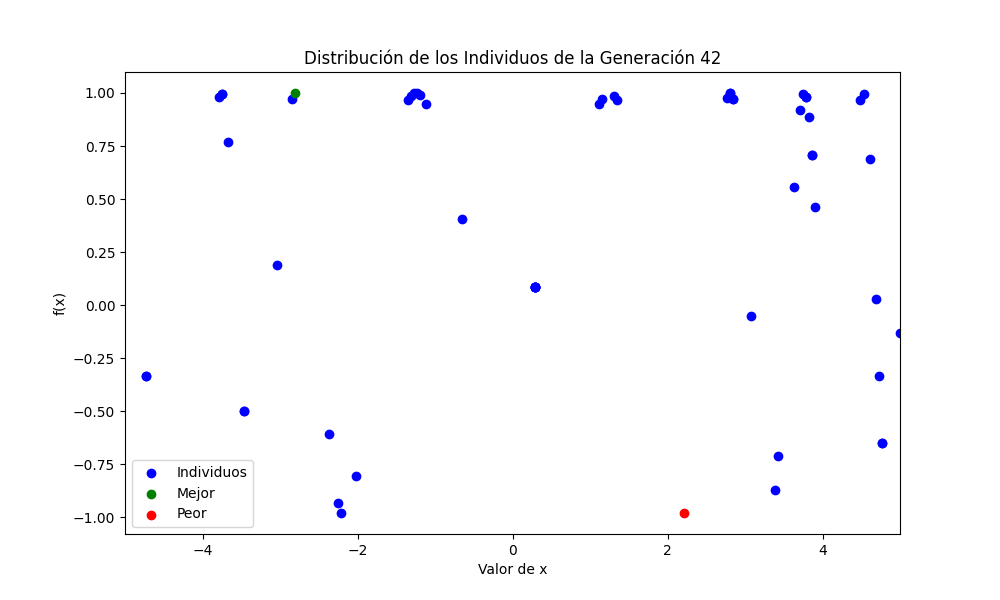 Distribución de los Individuos de la Generación 42
f(x)
1.00
0.75
0.50
0.25
0.00
−0.25
−0.50
−0.75
−1.00
Individuos
Mejor
Peor
−4 −2 0 2 4
Valor de x